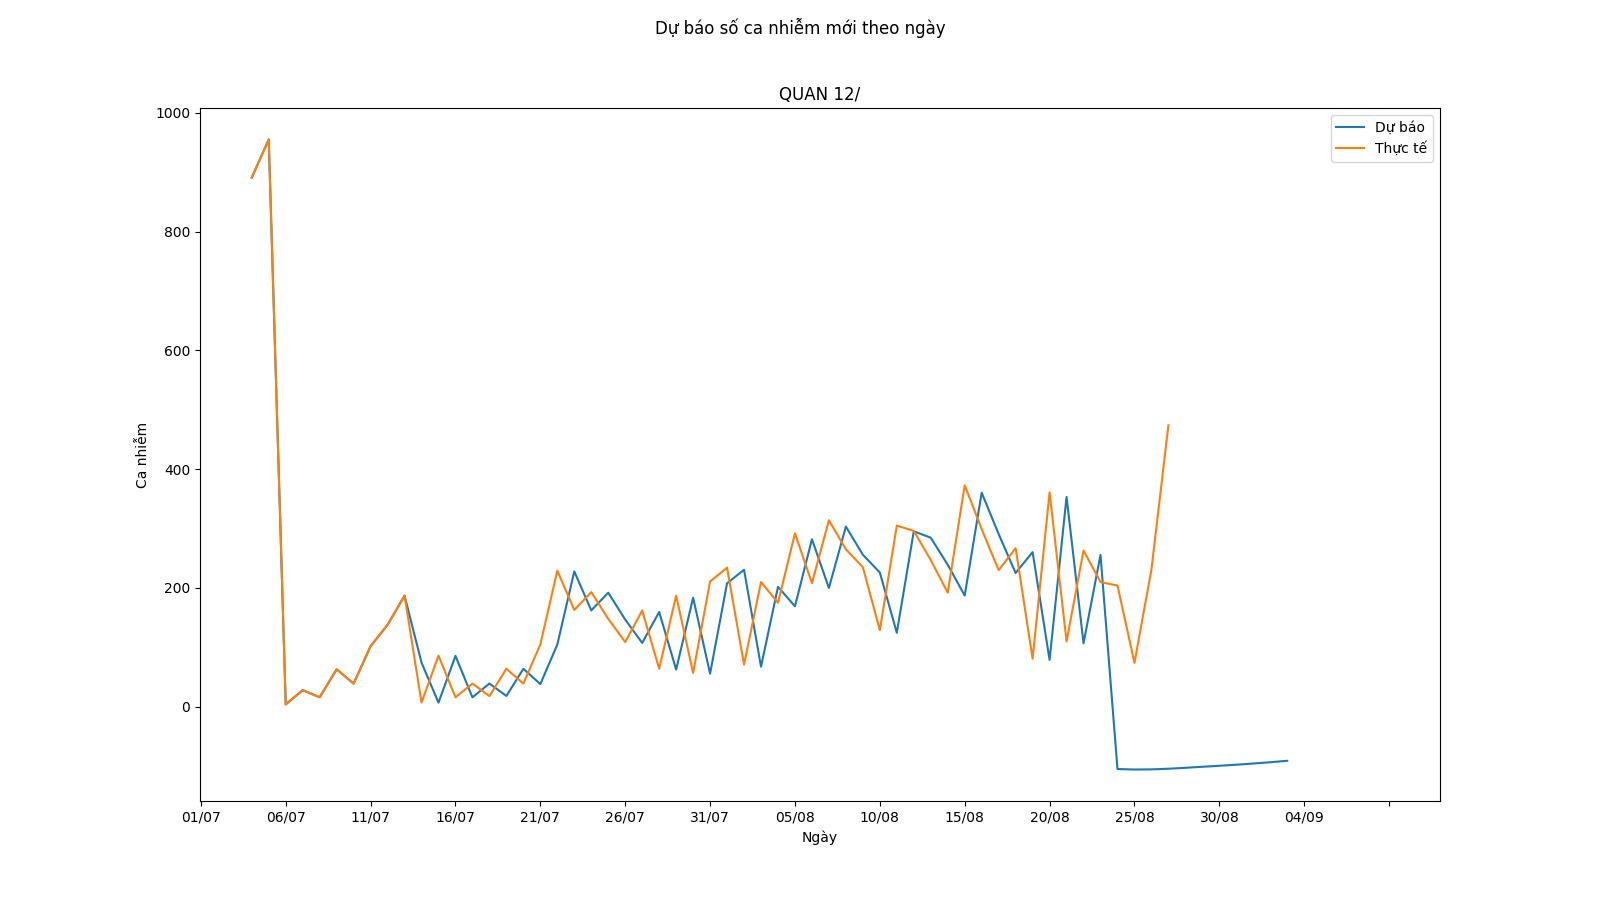 Dự báo số ca nhiễm mới theo ngày
QUAN 12/
Dự báo
Thực tế
Ca nhiễm
1000
800
600
400
200
0
01/07 06/07 11/07 16/07 21/07 26/07 31/07 05/08 10/08 15/08 20/08 25/08 30/08 04/09
Ngày